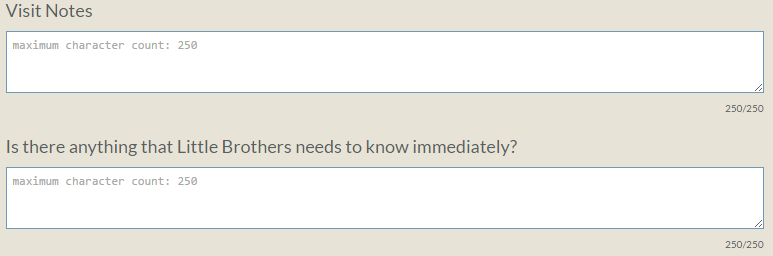 Visit Notes
maximum character count: 250
250/250
Is there anything that Little Brothers needs to know immediately?
maximum character count: 250
250/250